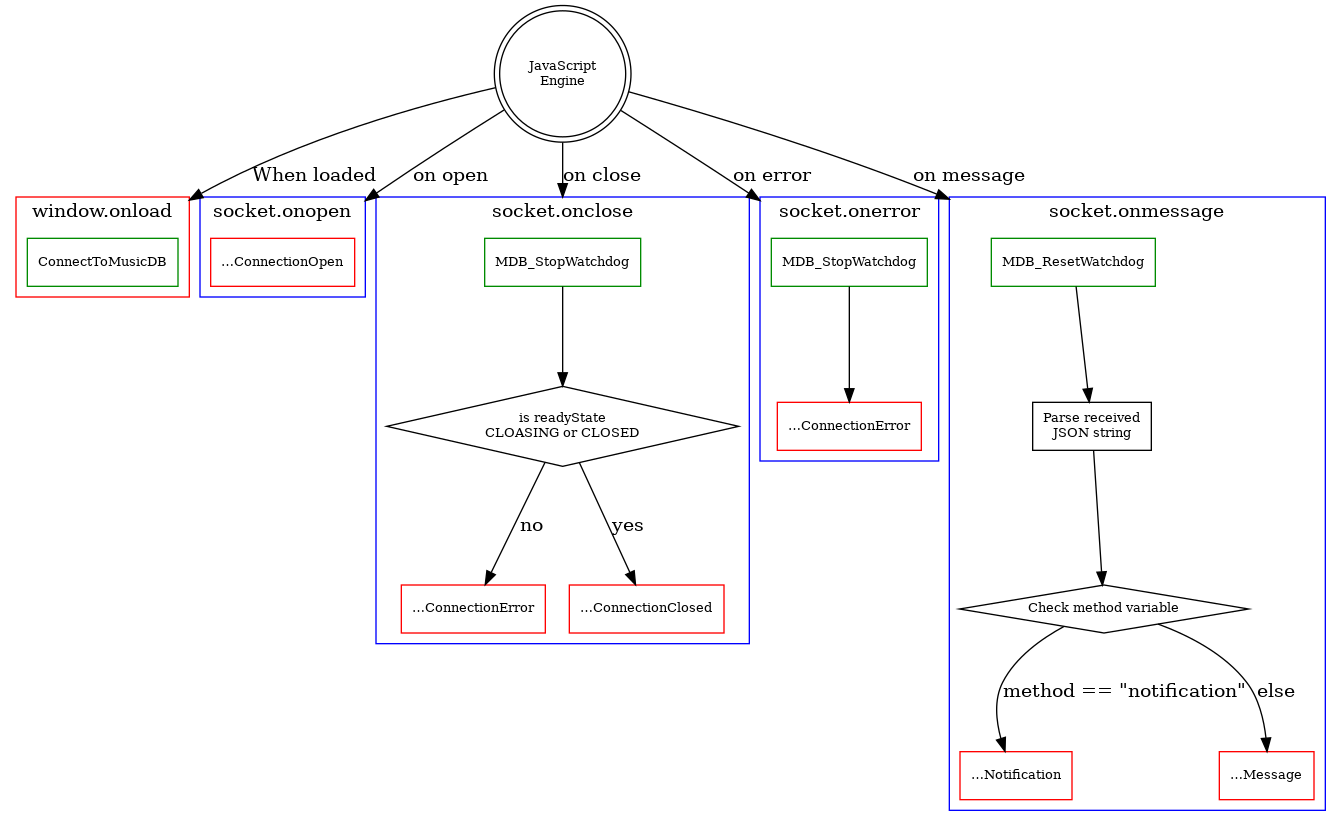 JavaScript
Engine
When loaded
on open
on close
on error
on message
window.onload
socket.onopen
socket.onclose
socket.onerror
socket.onmessage
ConnectToMusicDB
...ConnectionOpen
MDB_StopWatchdog
MDB_StopWatchdog
MDB_ResetWatchdog
is readyState
CLOASING or CLOSED
...ConnectionError
Parse received
JSON string
no
yes
...ConnectionError
...ConnectionClosed
Check method variable
method == "notification"
else
...Notification
...Message